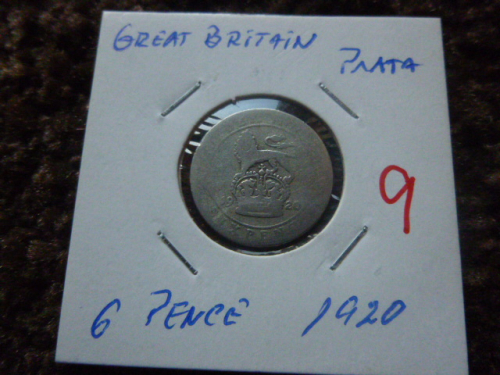 GREAT BRITAIN
PRATA
9
6 PENCE 1920